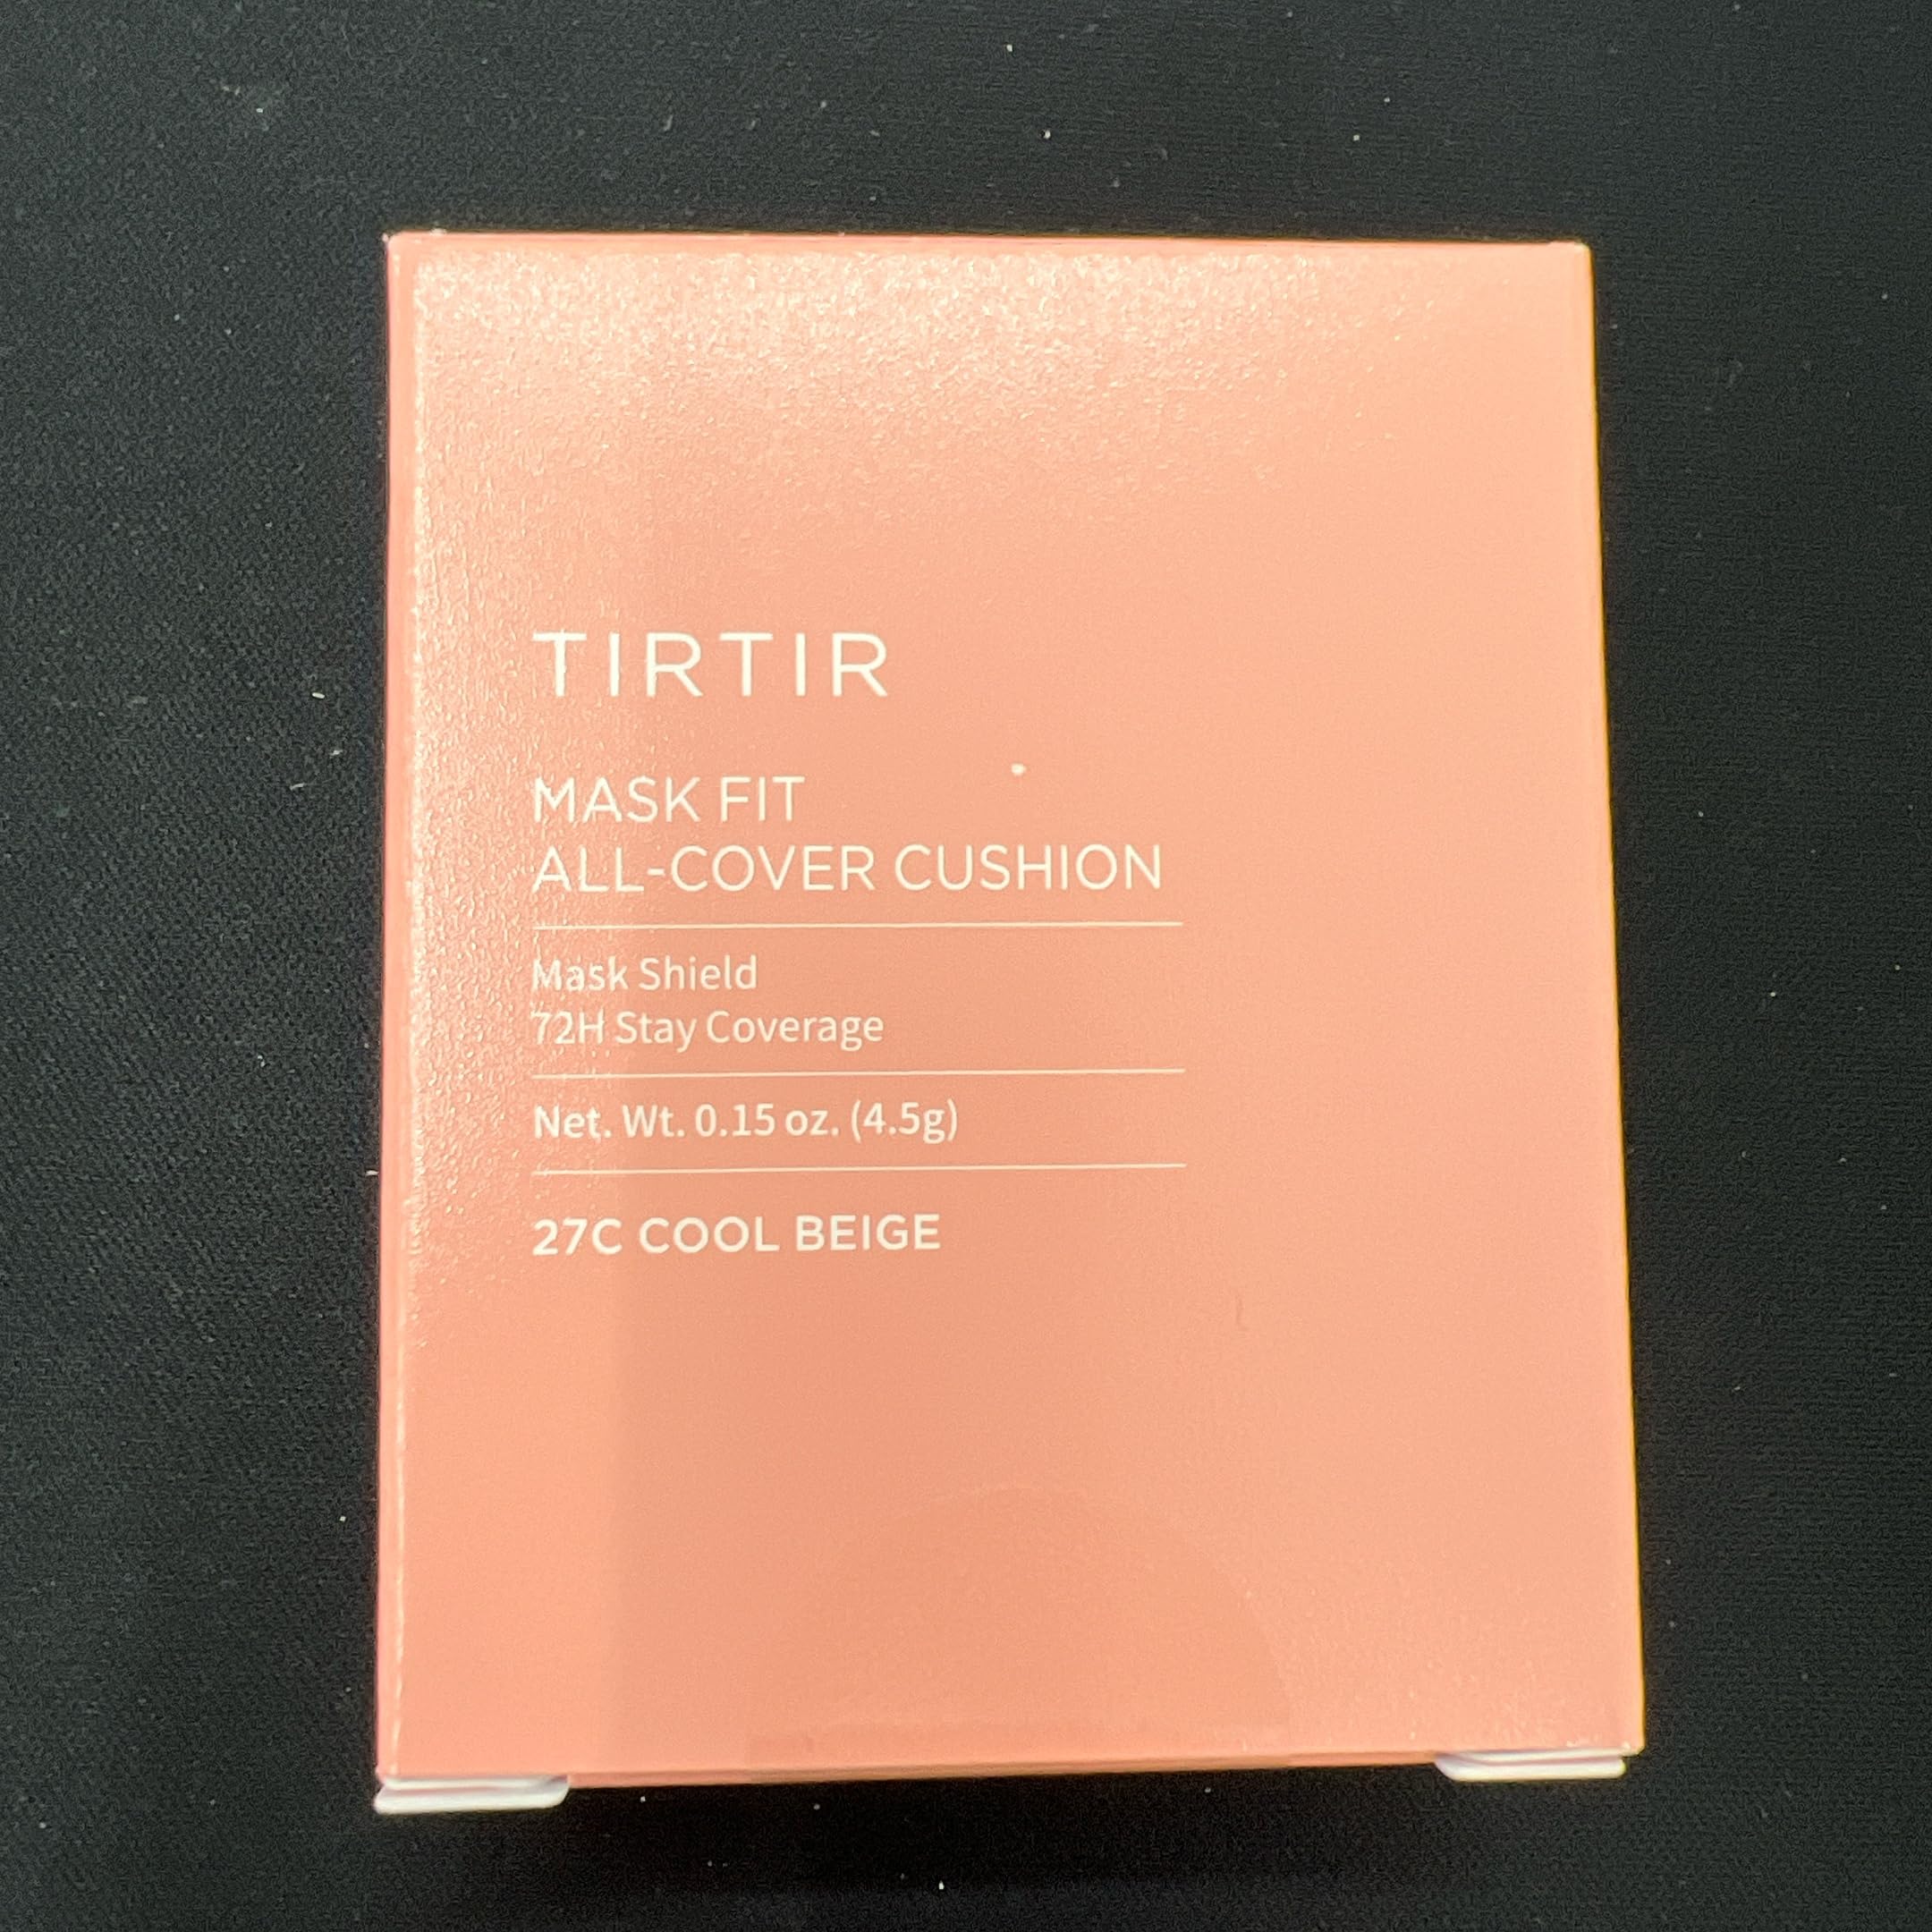 TIRTIR
MASK FIT
ALL-COVER CUSHION
Mask Shield
72H Stay Coverage
Net. Wt. 0.15 oz. (4.5g)
27C COOL BEIGE